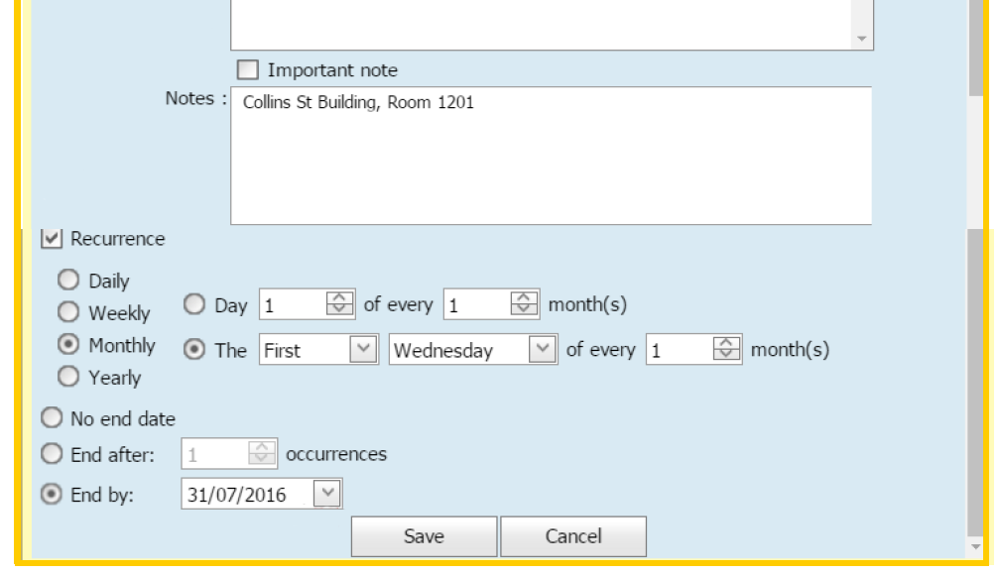 Important note
Notes : Collins St Building, Room 1201
Recurrence
Daily
Weekly
Monthly
Yearly
Day 1 of every 1 month(s)
The First Wednesday of every 1 month(s)
No end date
End after: 1 occurrences
End by: 31/07/2016
Save Cancel